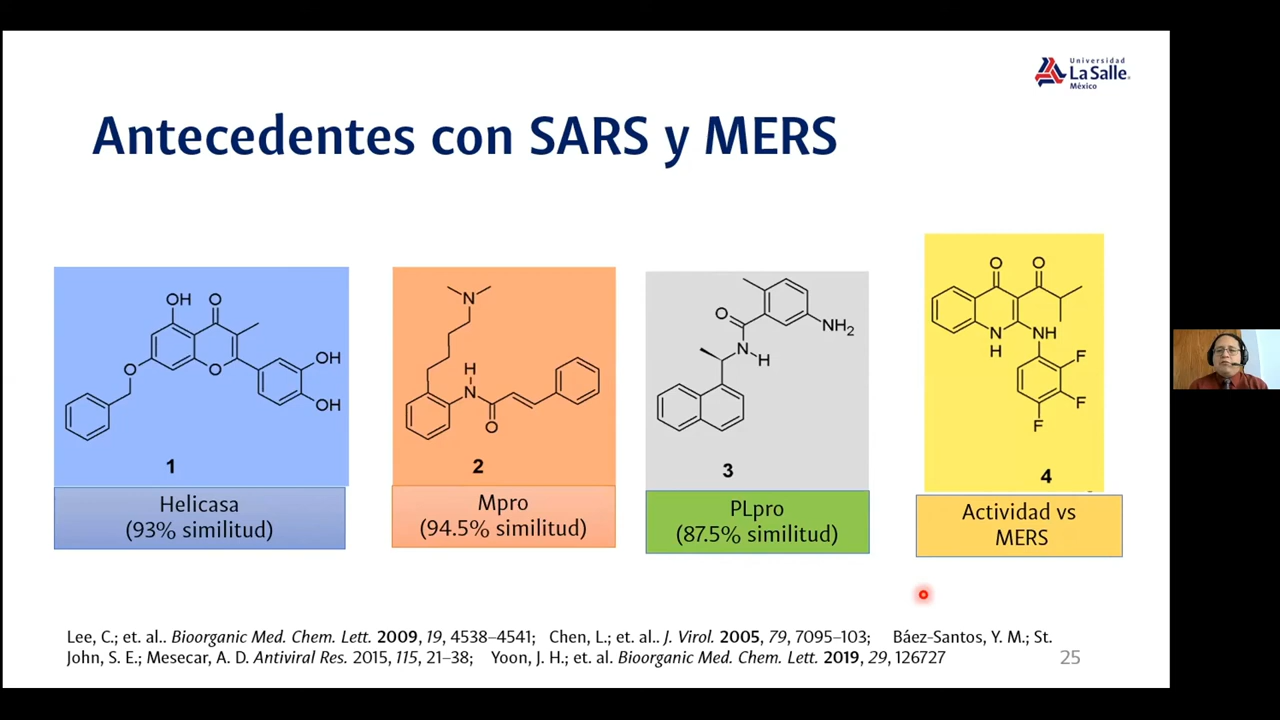 Universidad
La Salle
México
Antecedentes con SARS y MERS
OH
O
OH
OH
O
O
1
Helicasa
(93% similitud)
N
H
N
O
2
Mpro
(94.5% similitud)
O
NH2
N
H
3
PLpro
(87.5% similitud)
O
O
N
H
NH
F
F
F
4
Actividad vs
MERS
Lee, C.; et. al.. Bioorganic Med. Chem. Lett. 2009, 19, 4538–4541; Chen, L.; et. al.. J. Virol. 2005, 79, 7095–103; Báez-Santos, Y. M.; St.
John, S. E.; Mesecar, A. D. Antiviral Res. 2015, 115, 21–38; Yoon, J. H.; et. al. Bioorganic Med. Chem. Lett. 2019, 29, 126727
25